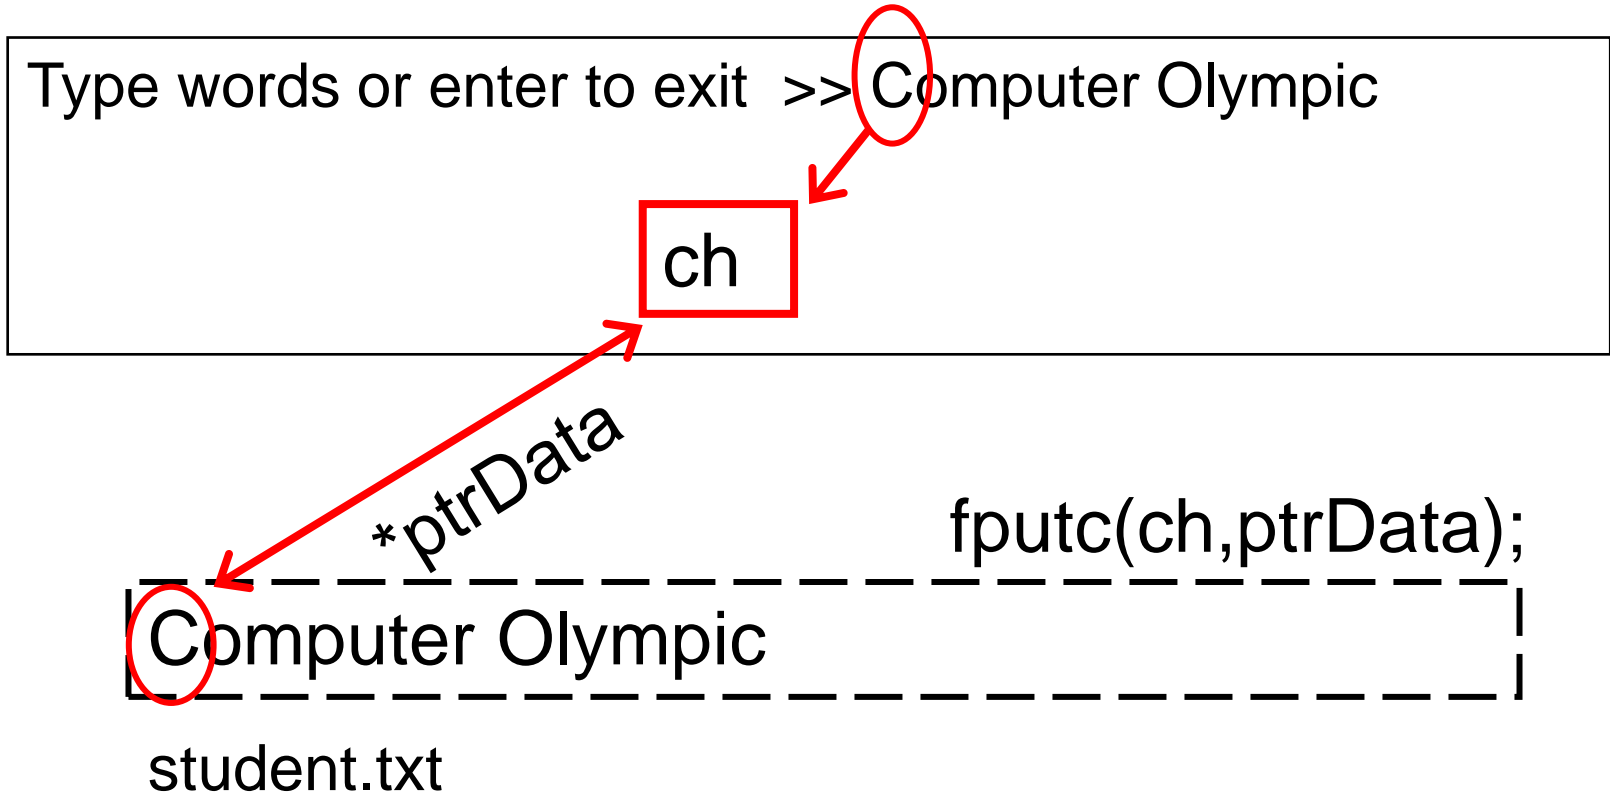 Type words or enter to exit >> Computer Olympic
ch
*ptrData
fputc(ch,ptrData);
Computer Olympic
student.txt